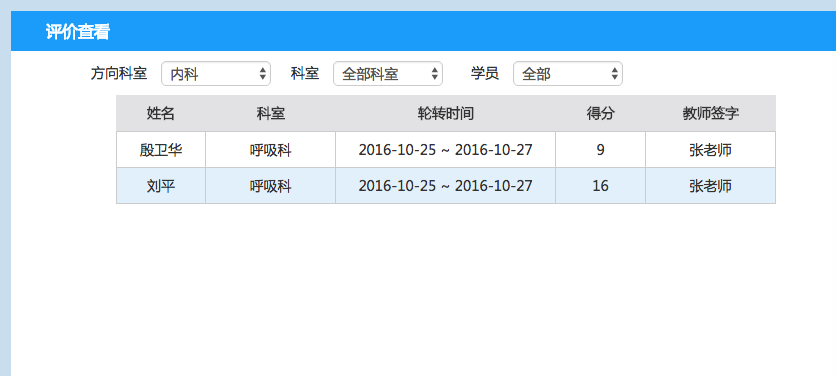 评价查看
方向科室 内科 科室 全部科室 学员 全部
姓名 科室 轮转时间 得分 教师签字
殷卫华 呼吸科 2016-10-25 ~ 2016-10-27 9 张老师
刘平 呼吸科 2016-10-25 ~ 2016-10-27 16 张老师